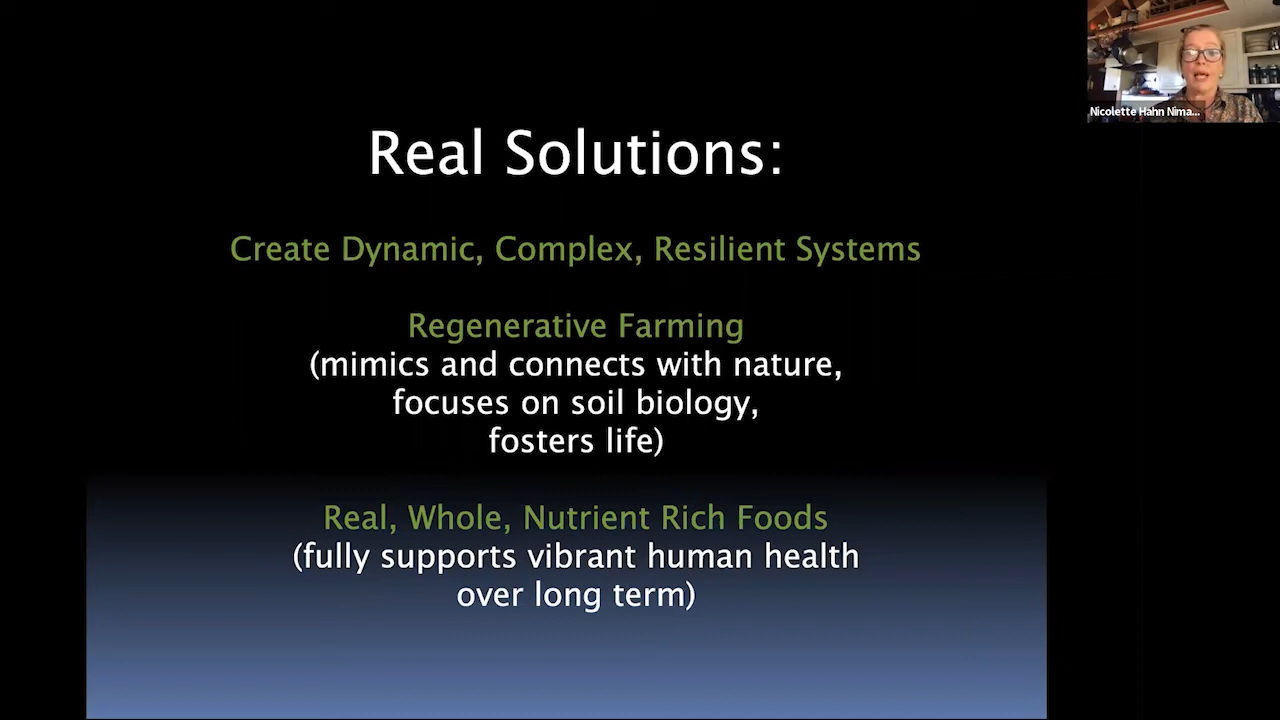 Nicolette Hahn Nima...
Real Solutions:
Create Dynamic, Complex, Resilient Systems
Regenerative Farming
(mimics and connects with nature,
focuses on soil biology,
fosters life)
Real, Whole, Nutrient Rich Foods
(fully supports vibrant human health
over long term)